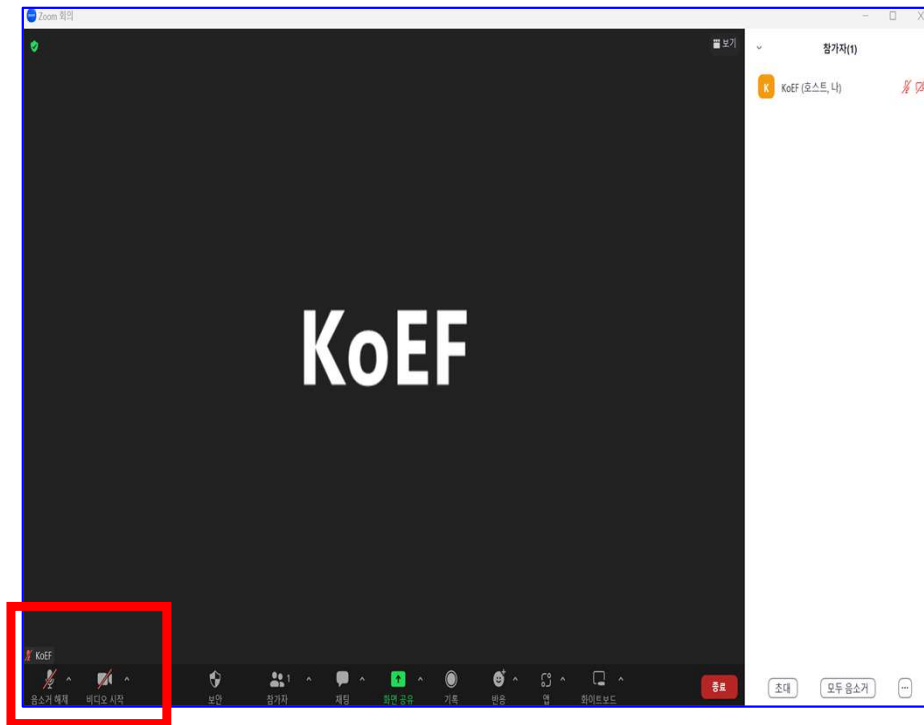 Zoom 회의
보기
참가자(1)
K
KoEF (호스트, 나)
KoEF
KoEF
음소거 해제
비디오 시작
보안
1
참가자
채팅
화면 공유
기록
반응
앱
화이트보드
종료
초대
모두 음소거